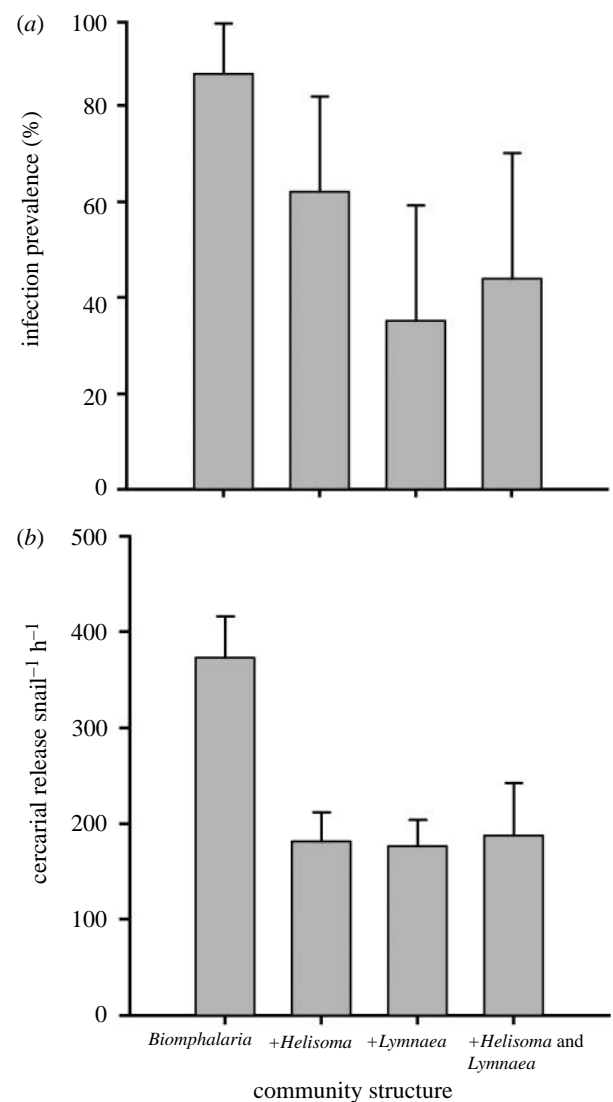 (a)
100
80
60
40
20
0
infection prevalence (%)
(b)
500
400
300
200
100
0
cercarial release snail⁻¹ h⁻¹
Biomphalaria
+Helisoma
+Lymnaea
+Helisoma and
Lymnaea
community structure